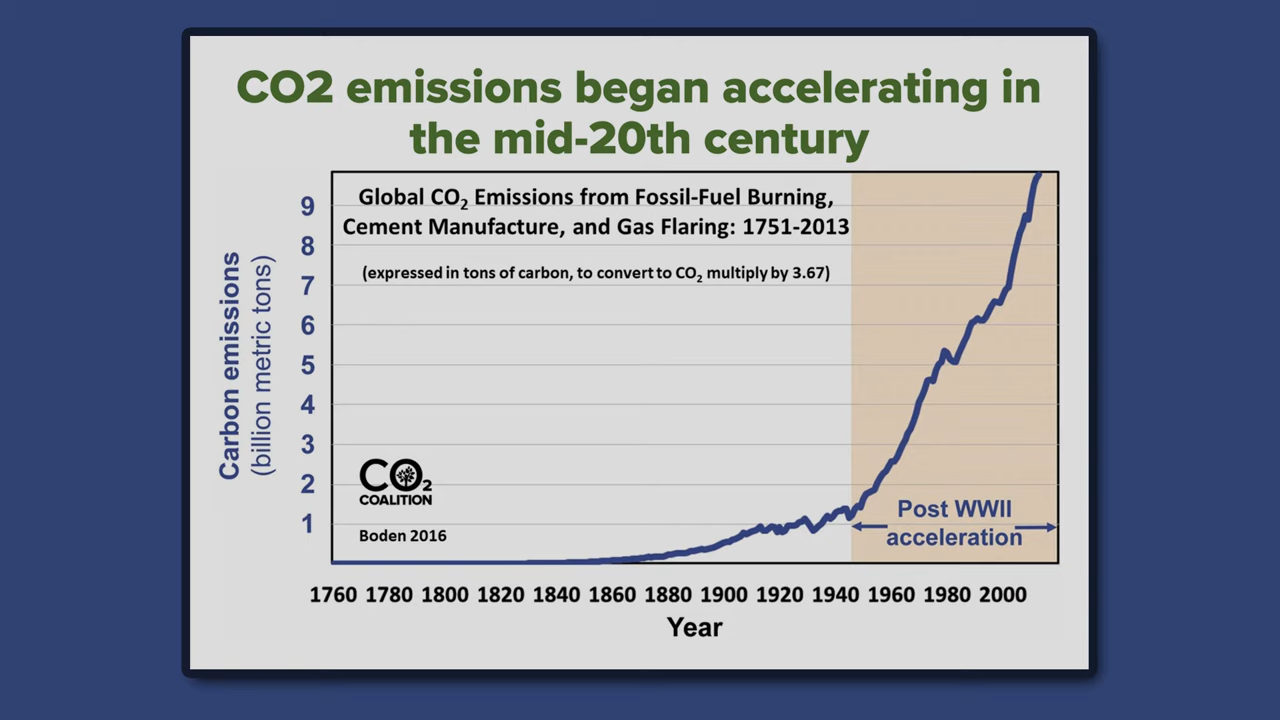 CO2 emissions began accelerating in
the mid-20th century
Global CO₂ Emissions from Fossil-Fuel Burning,
Cement Manufacture, and Gas Flaring: 1751-2013
(expressed in tons of carbon, to convert to CO₂ multiply by 3.67)
Carbon emissions
(billion metric tons)
9
8
7
6
5
4
3
2
1
CO₂
COALITION
Boden 2016
Post WWII
acceleration
1760 1780 1800 1820 1840 1860 1880 1900 1920 1940 1960 1980 2000
Year